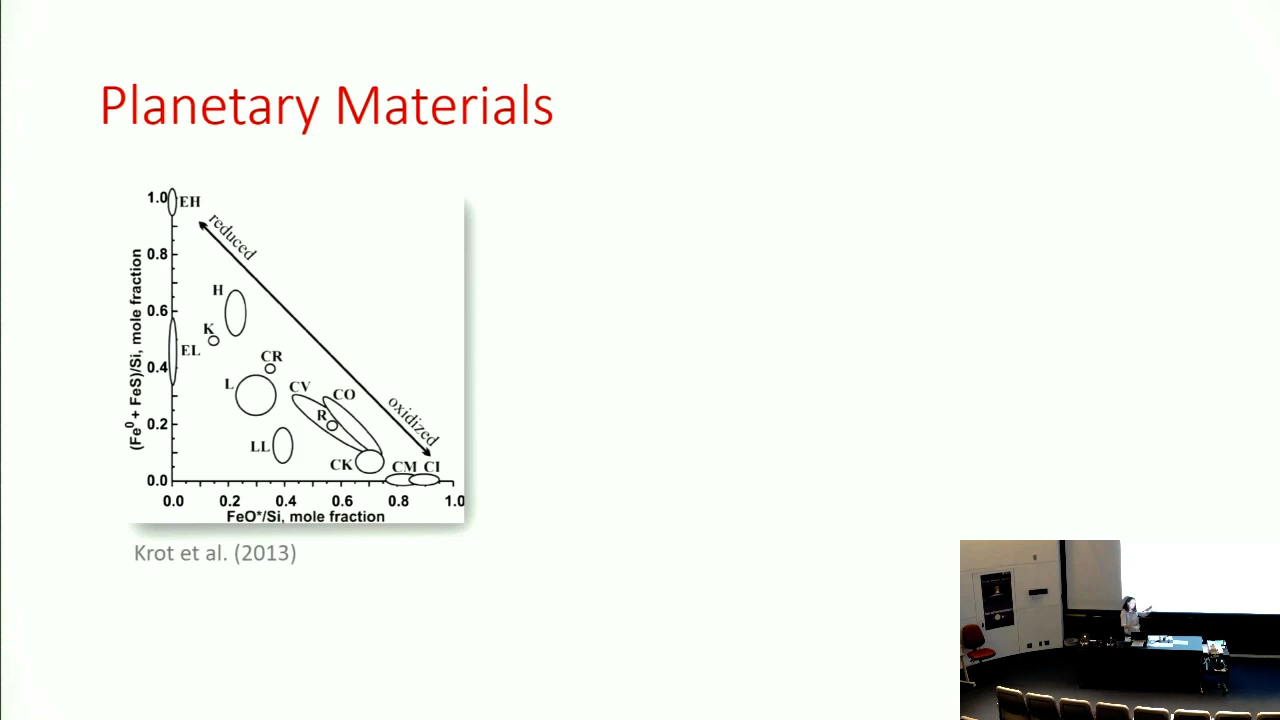 Planetary Materials
1.0
EH
reduced
0.8
H
0.6
K
EL
CR
0.4
L
CV
CO
R
oxidized
0.2
LL
CK
CM CI
0.0
0.0 0.2 0.4 0.6 0.8 1.0
(Fe⁰+ FeS)/Si, mole fraction
FeO*/Si, mole fraction
Krot et al. (2013)